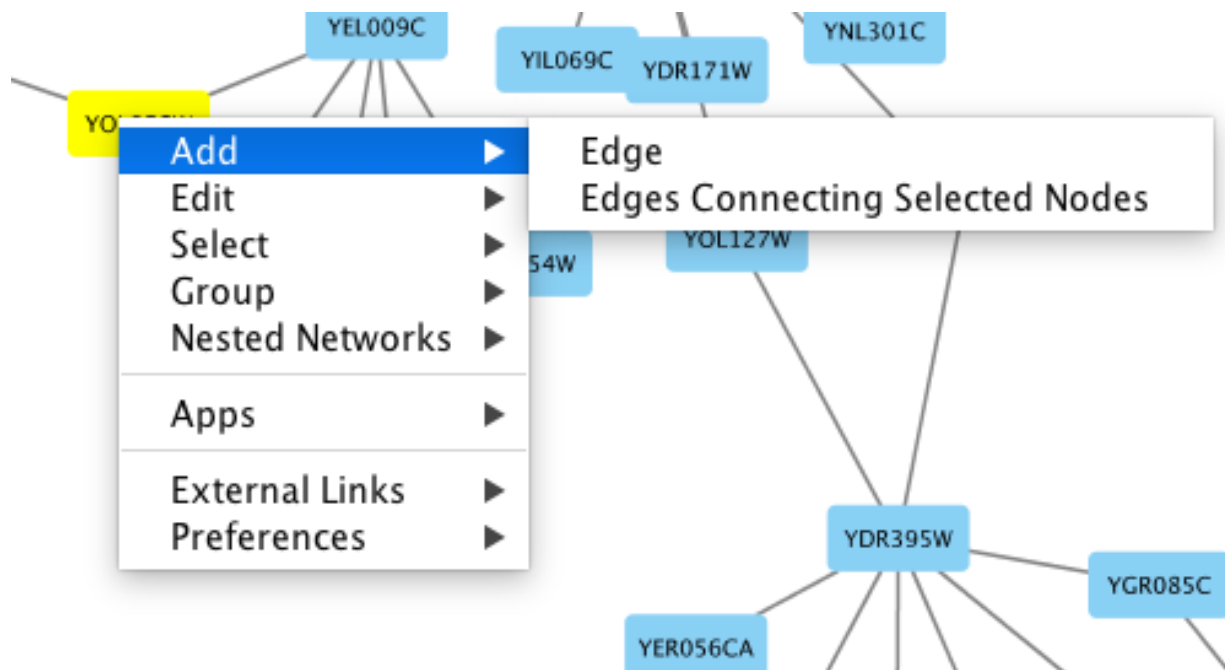 YEL009C
YNL301C
YIL069C
YDR171W
Add
Edit
Select
Group
Nested Networks
Apps
External Links
Preferences
Edge
Edges Connecting Selected Nodes
YOL127W
54W
YDR395W
YGR085C
YER056CA